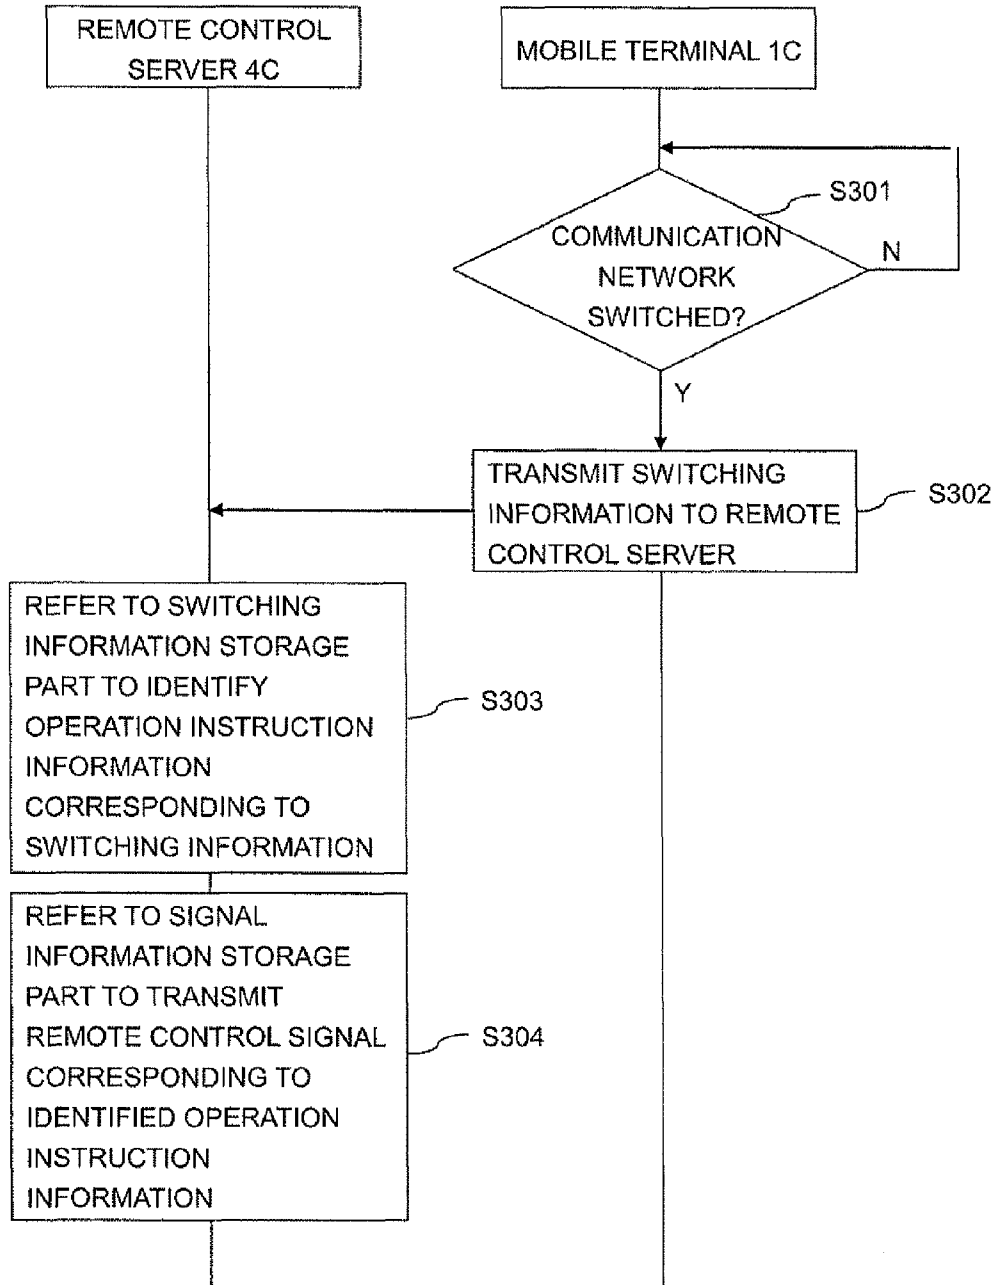 REMOTE CONTROL
SERVER 4C
MOBILE TERMINAL 1C
S301
COMMUNICATION
NETWORK
SWITCHED?
N
Y
TRANSMIT SWITCHING
INFORMATION TO REMOTE
CONTROL SERVER
S302
REFER TO SWITCHING
INFORMATION STORAGE
PART TO IDENTIFY
OPERATION INSTRUCTION
INFORMATION
CORRESPONDING TO
SWITCHING INFORMATION
S303
REFER TO SIGNAL
INFORMATION STORAGE
PART TO TRANSMIT
REMOTE CONTROL SIGNAL
CORRESPONDING TO
IDENTIFIED OPERATION
INSTRUCTION
INFORMATION
S304